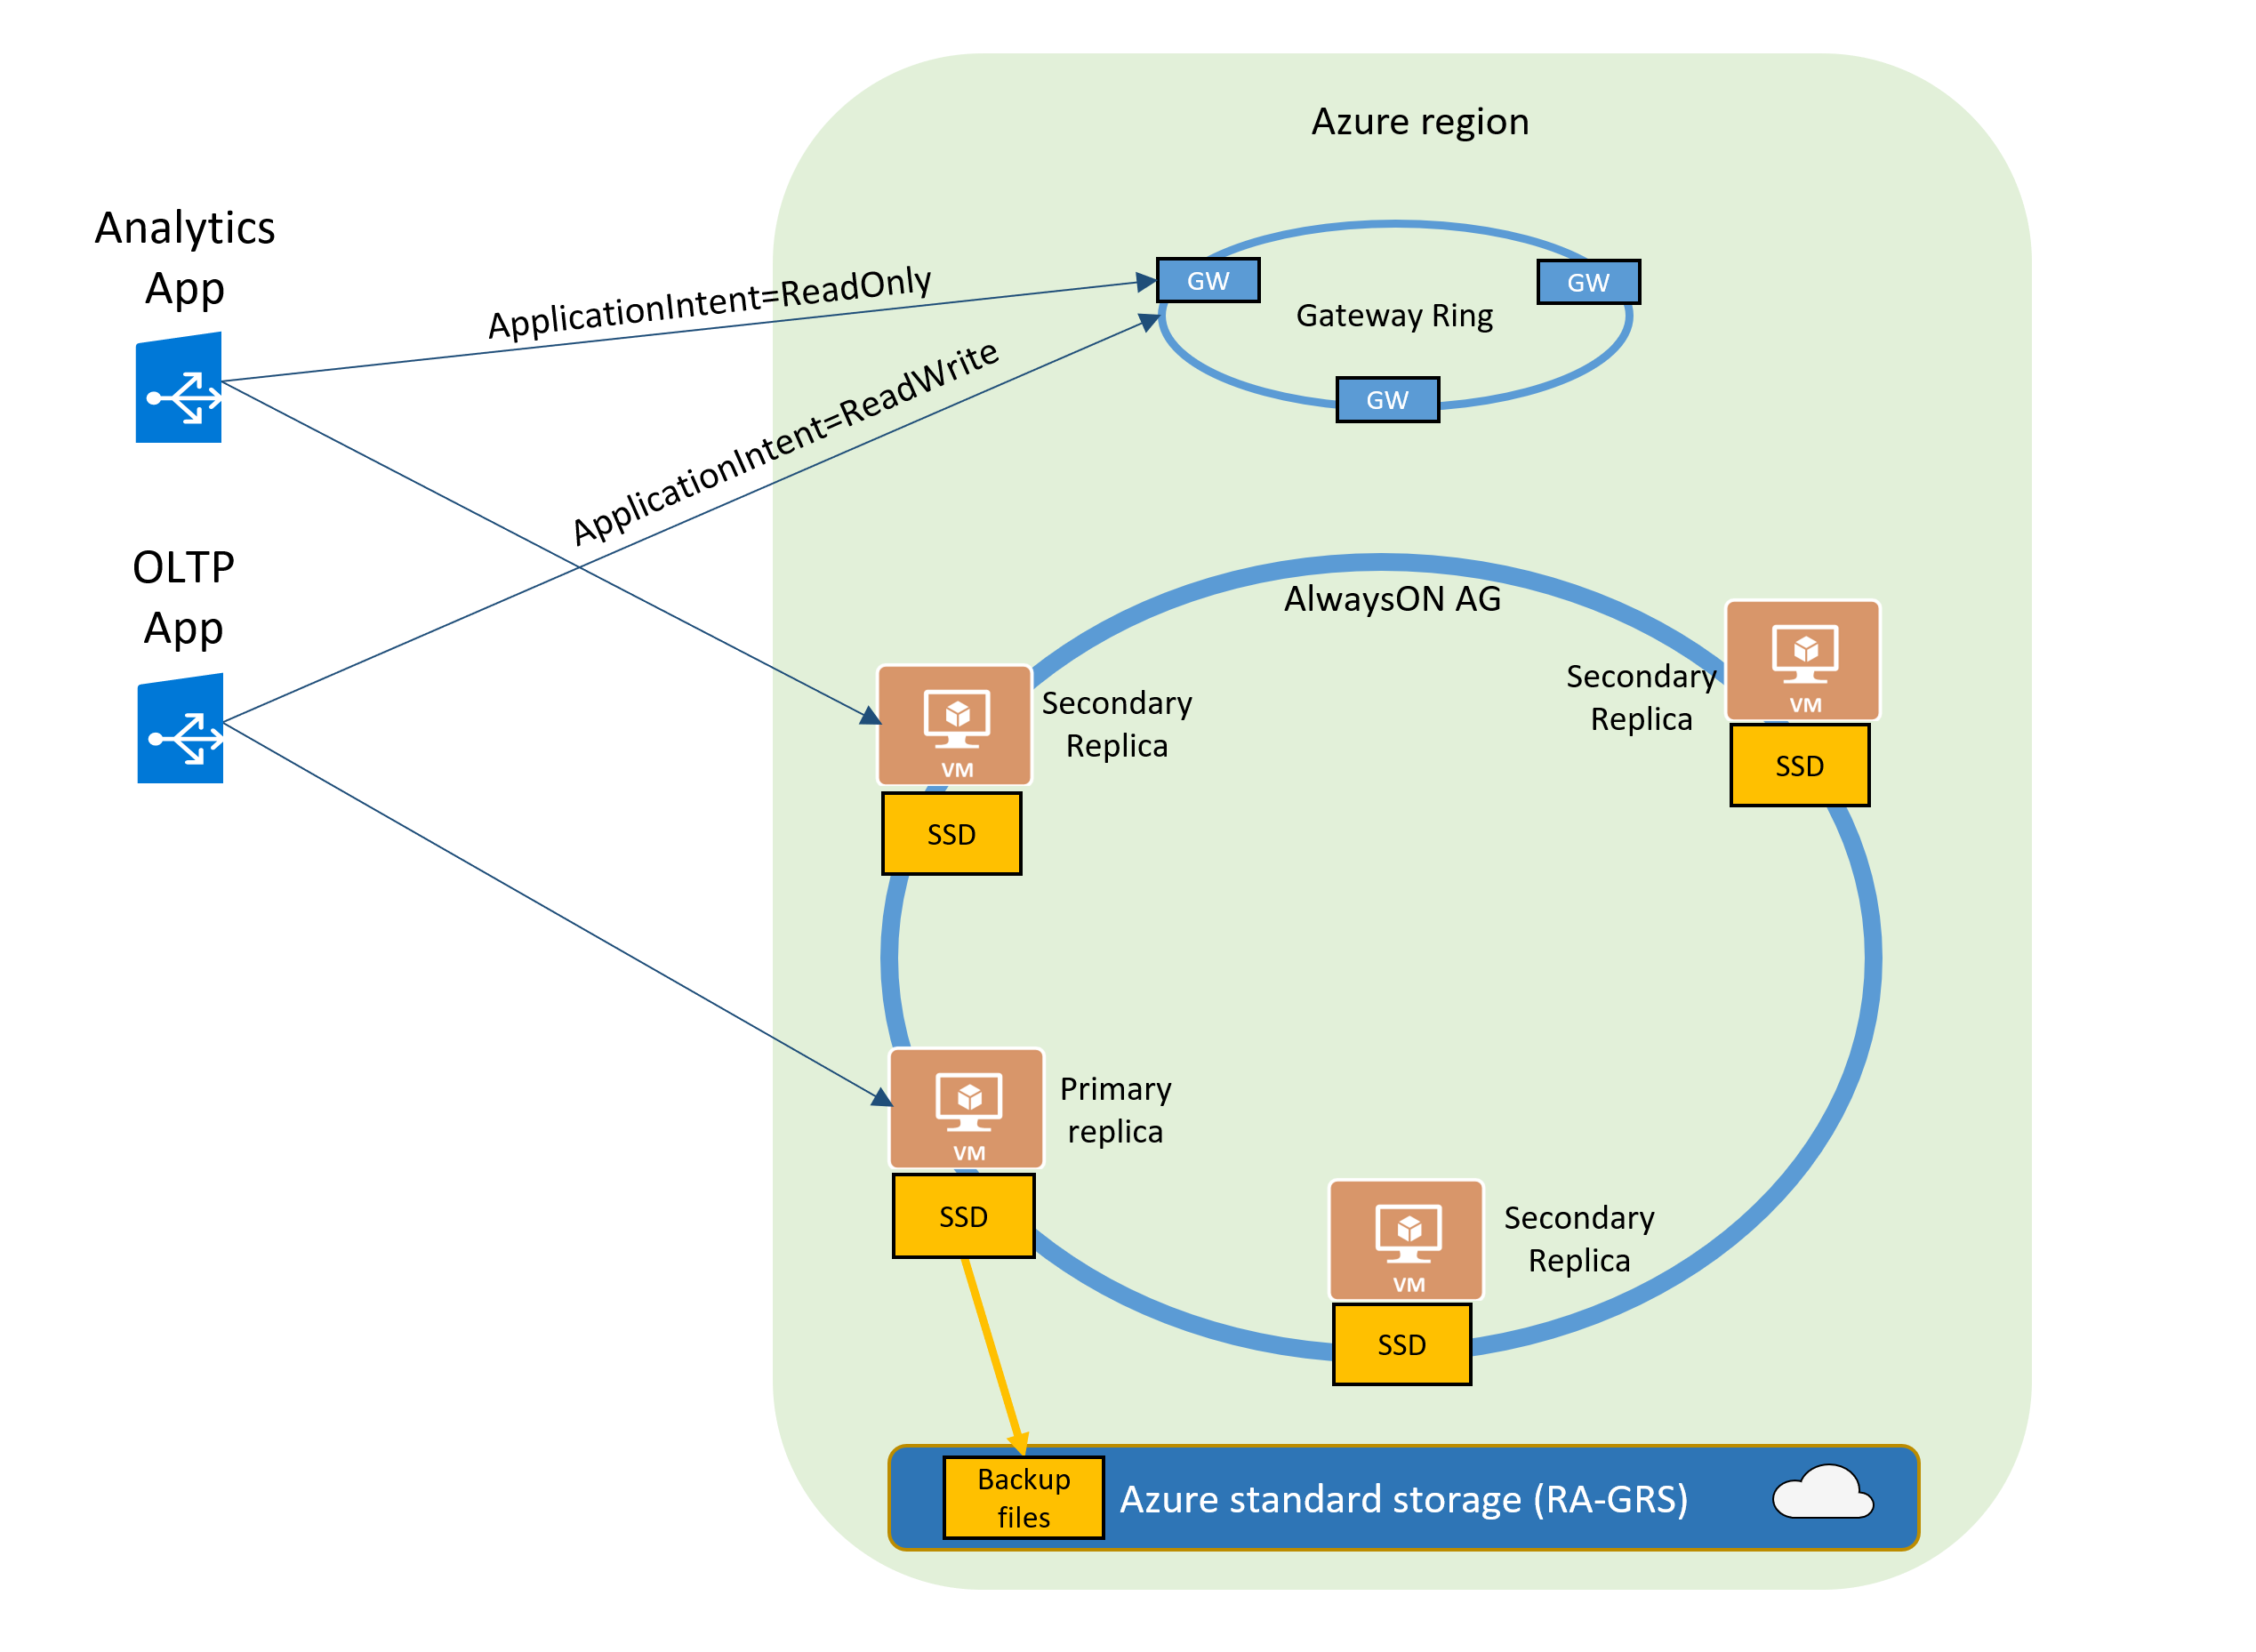 Azure region
Analytics
App
ApplicationIntent=ReadOnly
GW
GW
Gateway Ring
GW
ApplicationIntent=ReadWrite
OLTP
App
AlwaysON AG
VM
Secondary
Replica
SSD
Secondary
Replica
VM
SSD
VM
Primary
replica
SSD
VM
Secondary
Replica
SSD
Backup
files
Azure standard storage (RA-GRS)